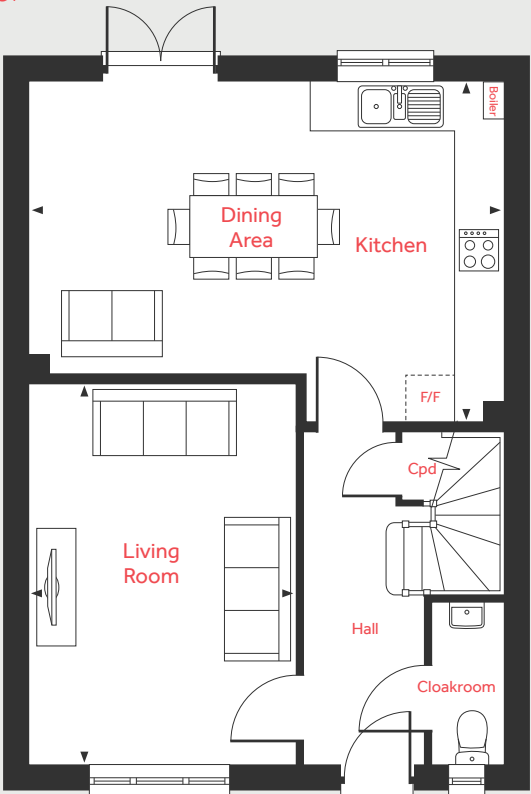 Boiler
Dining
Area
Kitchen
F/F
Cpd
Living
Room
Hall
Cloakroom